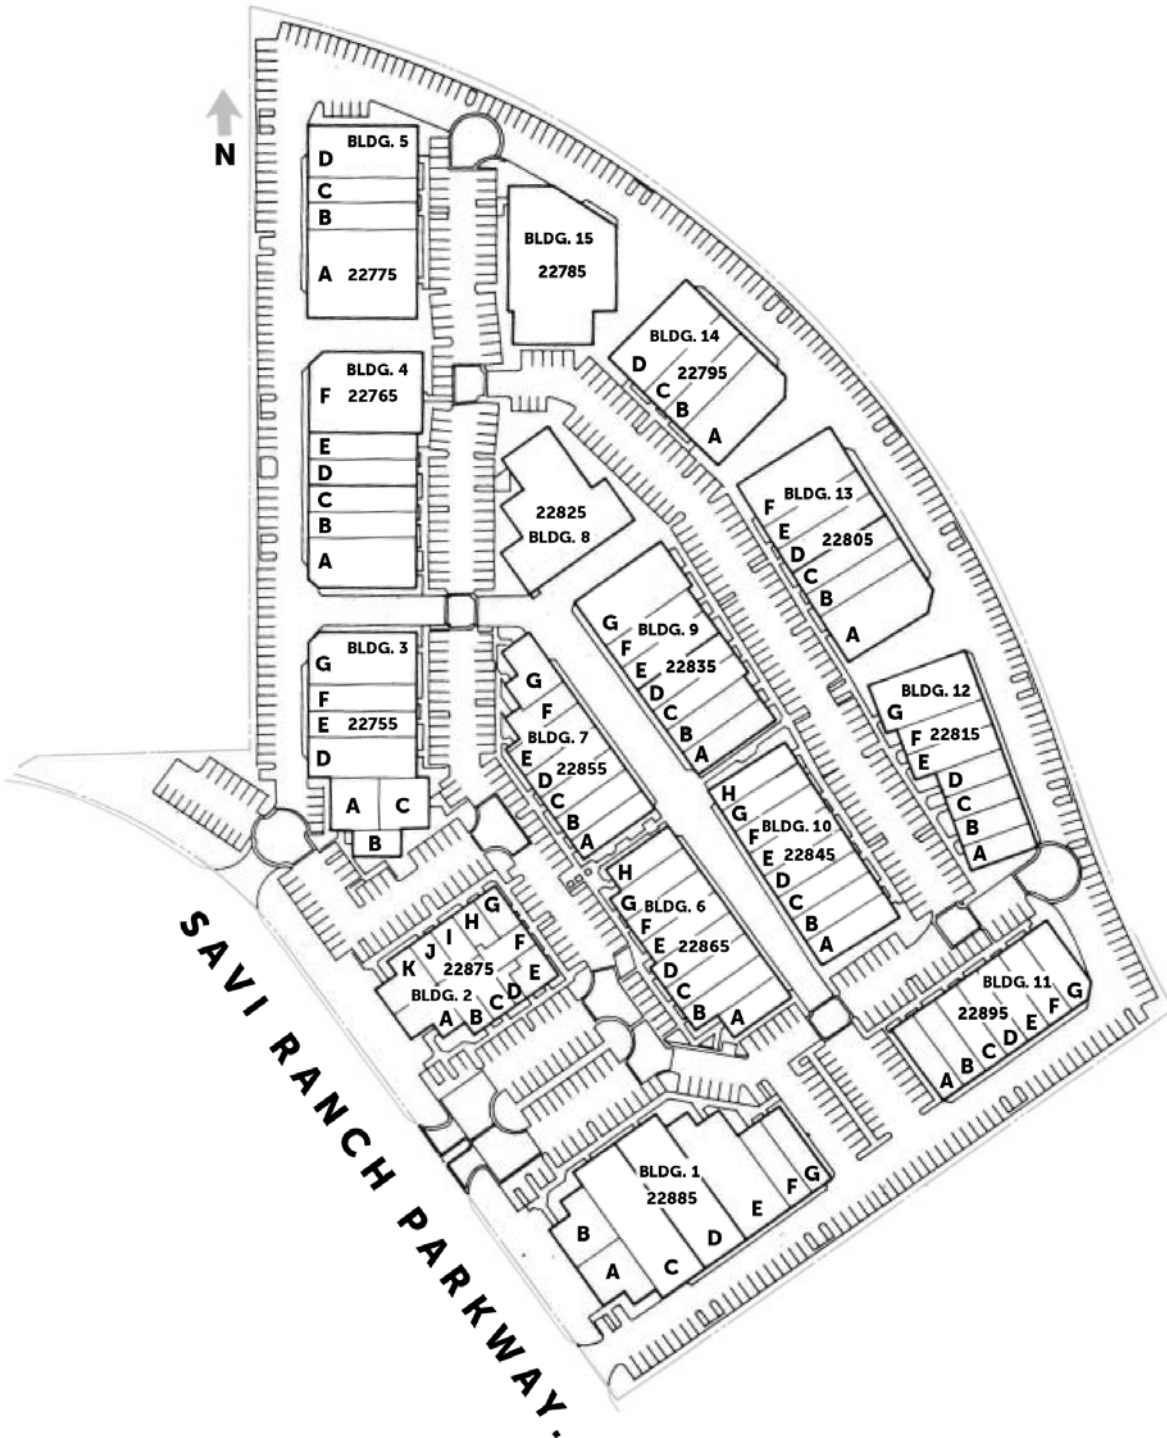 N
BLDG. 5
D
C
B
A 22775
BLDG. 15
22785
BLDG. 14
22795
D
C
B
A
BLDG. 4
F 22765
E
D
C
B
A
22825
BLDG. 8
BLDG. 13
22805
F
E
D
C
B
A
BLDG. 3
G
F
E 22755
D
A C
B
BLDG. 9
22835
G
F
E
D
C
B
A
G
F
BLDG. 7
22855
E
D
C
B
A
BLDG. 12
22815
G
F
E
D
C
B
A
BLDG. 10
22845
H
G
F
E
D
C
B
A
BLDG. 6
22865
H
G
F
E
D
C
B
A
G
H
I
J
K
F
E
D
C
B
A
22875
BLDG. 2
BLDG. 11
22895
A
B
C
D
E
F
G
BLDG. 1
22885
A
B
C
D
E
F
G
SAVI RANCH PARKWAY.